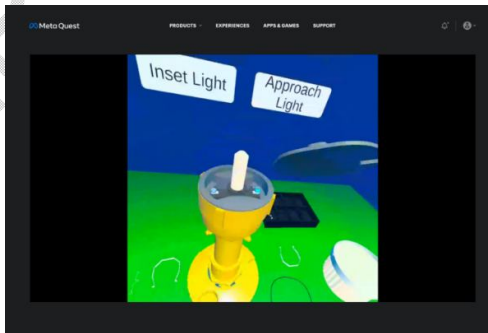 Meta Quest
PRODUCTS EXPERIENCES APPS & GAMES SUPPORT
Inset Light
Approach
Light